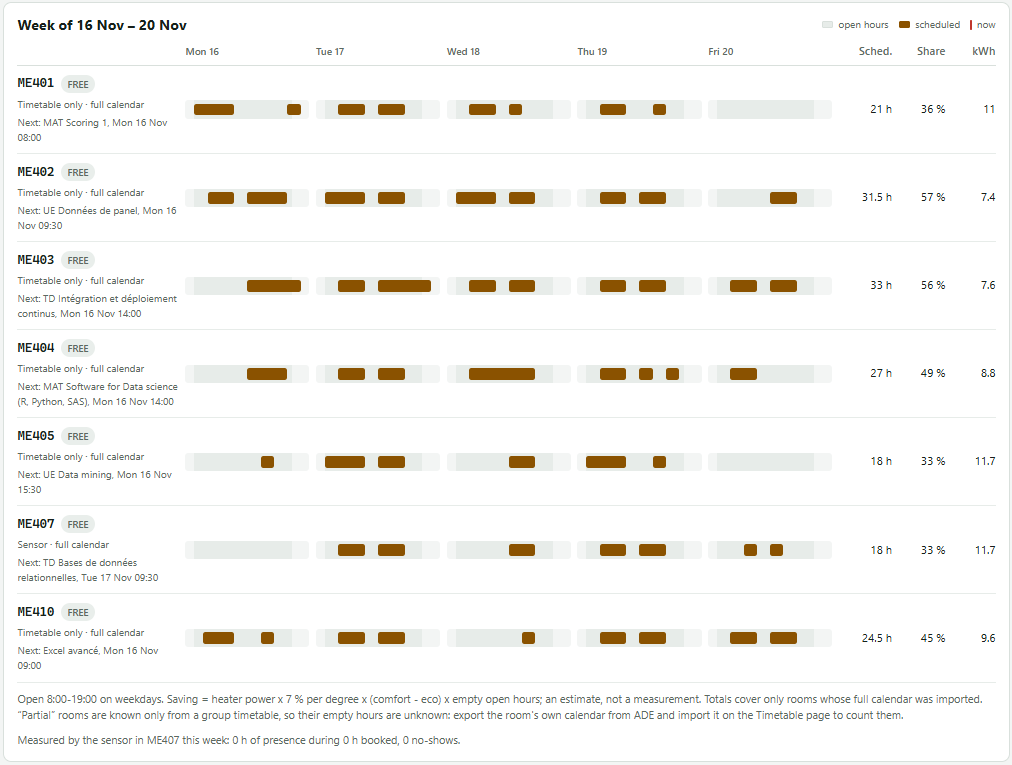 Week of 16 Nov – 20 Nov
open hours scheduled now
Mon 16 Tue 17 Wed 18 Thu 19 Fri 20 Sched. Share kWh
ME401 FREE
Timetable only · full calendar
Next: MAT Scoring 1, Mon 16 Nov
08:00
21 h 36 % 11
ME402 FREE
Timetable only · full calendar
Next: UE Données de panel, Mon 16
Nov 09:30
31.5 h 57 % 7.4
ME403 FREE
Timetable only · full calendar
Next: TD Intégration et déploiement
continus, Mon 16 Nov 14:00
33 h 56 % 7.6
ME404 FREE
Timetable only · full calendar
Next: MAT Software for Data science
(R, Python, SAS), Mon 16 Nov 14:00
27 h 49 % 8.8
ME405 FREE
Timetable only · full calendar
Next: UE Data mining, Mon 16 Nov
15:30
18 h 33 % 11.7
ME407 FREE
Sensor · full calendar
Next: TD Bases de données
relationnelles, Tue 17 Nov 09:30
18 h 33 % 11.7
ME410 FREE
Timetable only · full calendar
Next: Excel avancé, Mon 16 Nov
09:00
24.5 h 45 % 9.6
Open 8:00-19:00 on weekdays. Saving = heater power x 7 % per degree x (comfort - eco) x empty open hours; an estimate, not a measurement. Totals cover only rooms whose full calendar was imported.
“Partial” rooms are known only from a group timetable, so their empty hours are unknown: export the room's own calendar from ADE and import it on the Timetable page to count them.
Measured by the sensor in ME407 this week: 0 h of presence during 0 h booked, 0 no-shows.